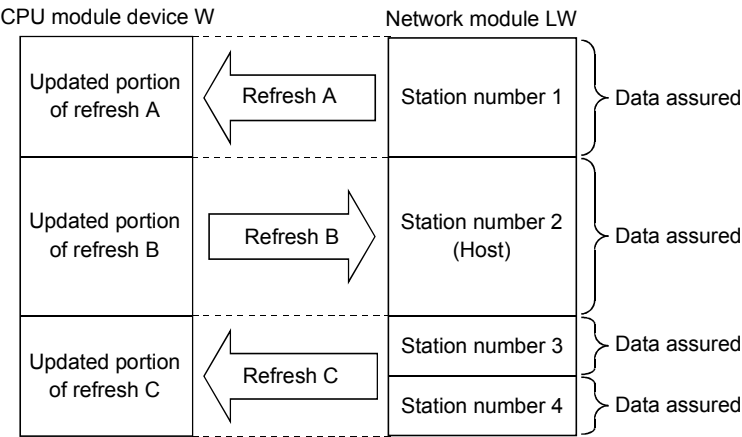 CPU module device W
Network module LW
Updated portion
of refresh A
Refresh A
Station number 1
Data assured
Updated portion
of refresh B
Refresh B
Station number 2
(Host)
Data assured
Updated portion
of refresh C
Refresh C
Station number 3
Data assured
Station number 4
Data assured